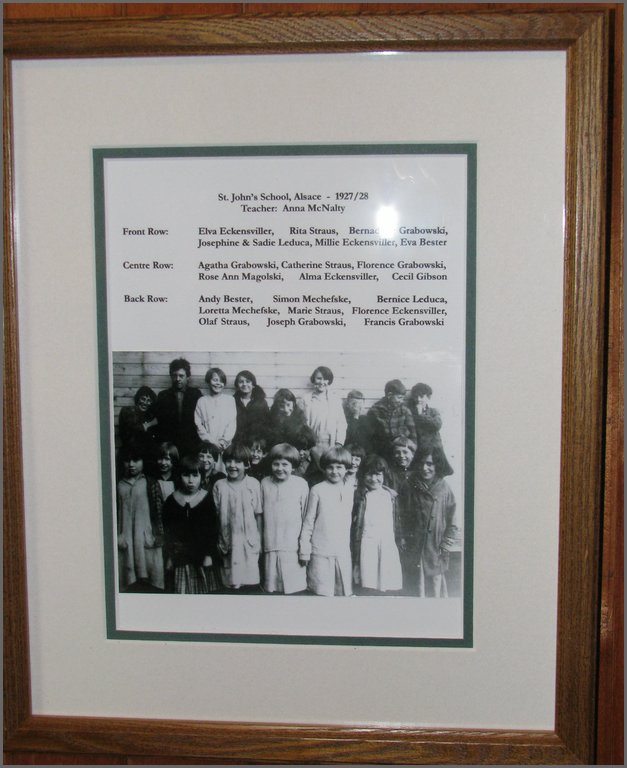 St. John's School, Alsace - 1927/28
Teacher: Anna McNalty
Front Row: Elva Eckensviller, Rita Straus, Grabowski,
Josephine & Sadie Leduca, Millie Eckensviller, Eva Bester
Centre Row: Agatha Grabowski, Catherine Straus, Florence Grabowski,
Rose Ann Magolski, Alma Eckensviller, Cecil Gibson
Back Row: Andy Bester, Simon Mechefske, Bernice Leduca,
Loretta Mechefske, Marie Straus, Florence Eckensviller,
Olaf Straus, Joseph Grabowski, Francis Grabowski